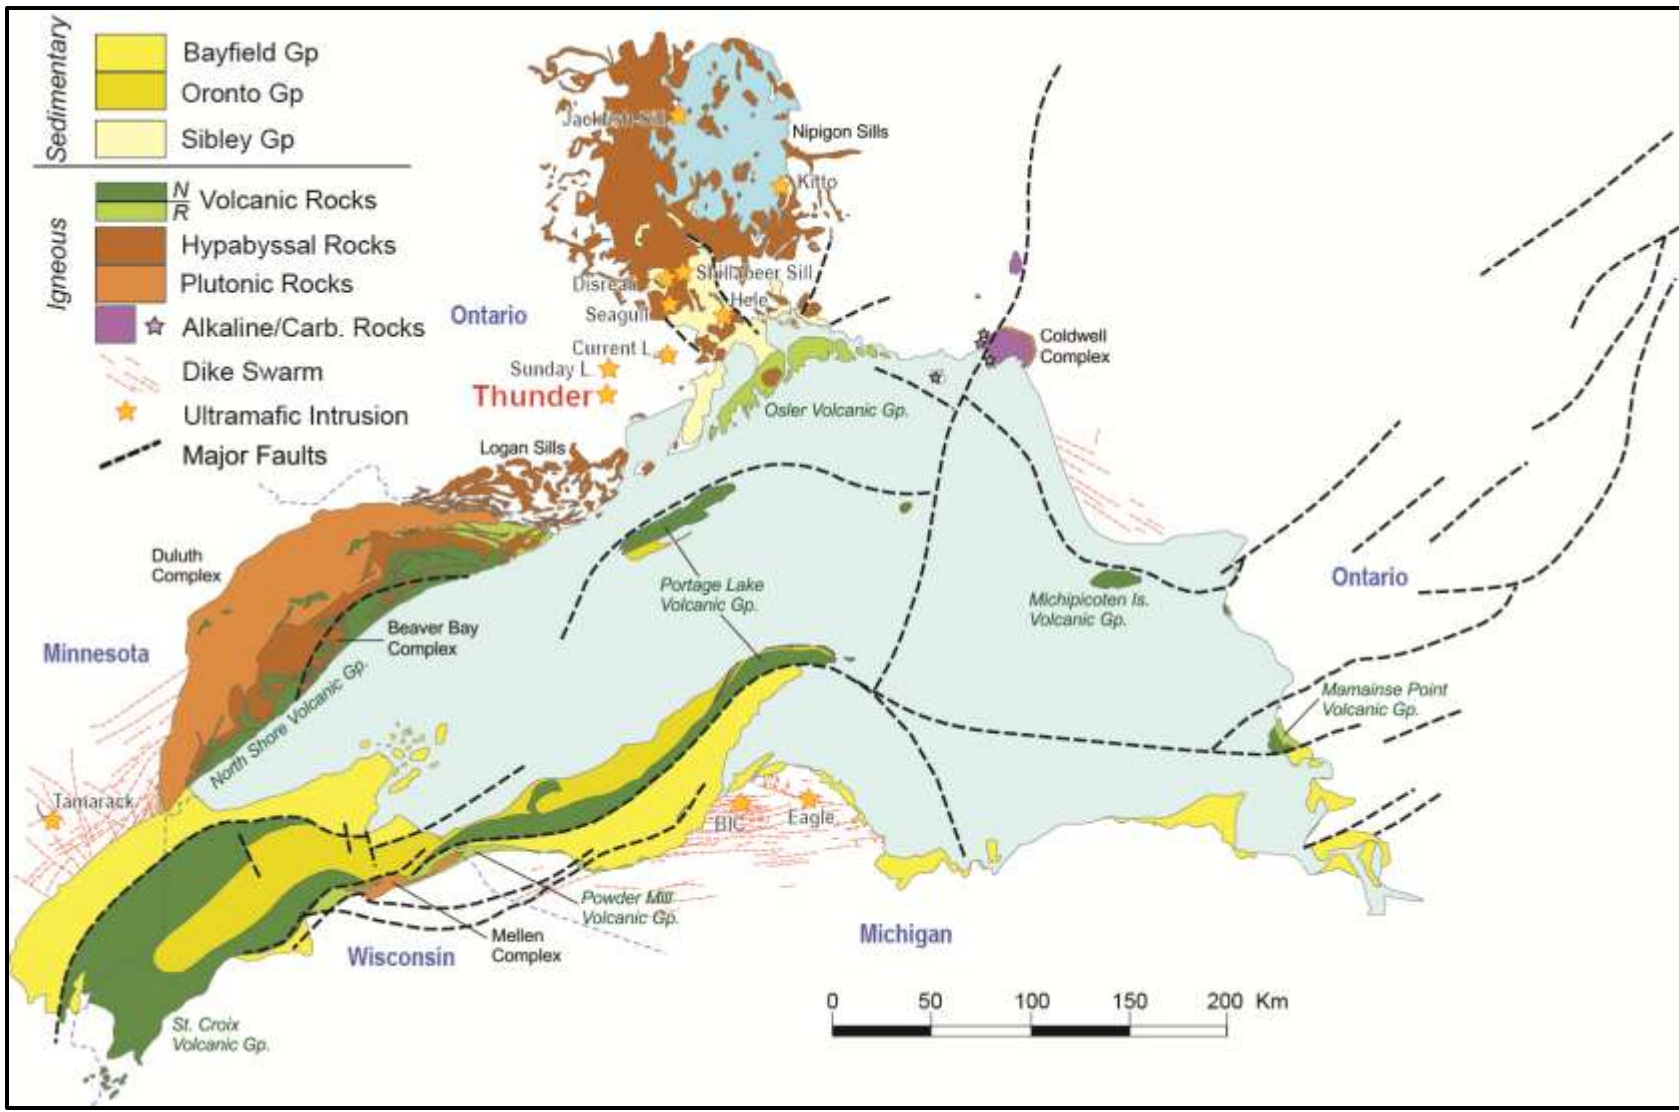 Sedimentary
Bayfield Gp
Oronto Gp
Sibley Gp
Igneous
N
R
Volcanic Rocks
Hypabyssal Rocks
Plutonic Rocks
Alkaline/Carb. Rocks
Dike Swarm
Ultramafic Intrusion
Major Faults
Nipigon Sills
Kitto
Shillabeer Sill
Hele
Seagull
Ontario
Current L.
Sunday L.
Thunder
Coldwell
Complex
Osler Volcanic Gp.
Logan Sills
Duluth
Complex
Portage Lake
Volcanic Gp.
Michipicoten Is.
Volcanic Gp.
Ontario
Beaver Bay
Complex
Minnesota
North Shore Volcanic Gp.
Mamainse Point
Volcanic Gp.
Tamarack
BIC
Eagle
Powder Mill
Volcanic Gp.
Mellen
Complex
Wisconsin
Michigan
St. Croix
Volcanic Gp.
0 50 100 150 200 Km